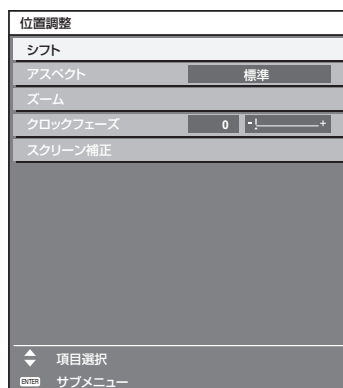 位置調整
シフト
アスペクト 標準
ズーム
クロックフェーズ 0 - +
スクリーン補正
項目選択
ENTER サブメニュー